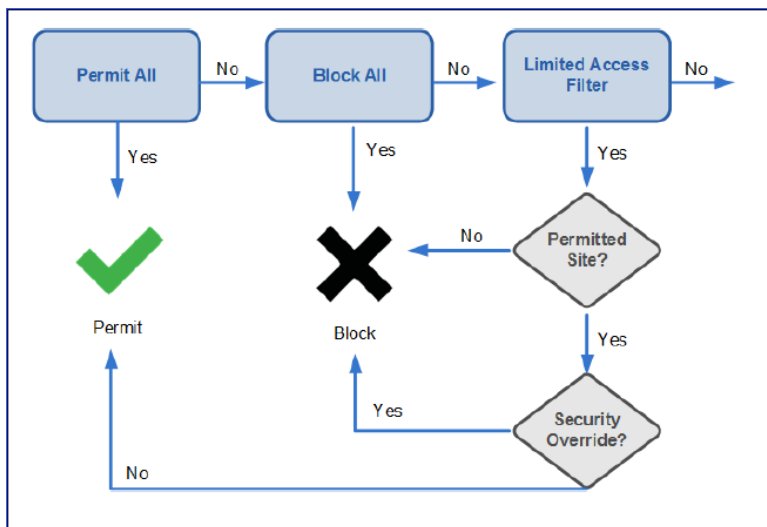 Permit All
No
Block All
No
Limited Access
Filter
No
Yes
Yes
Yes
No
Permitted
Site?
Permit
Block
Yes
Yes
Security
Override?
No